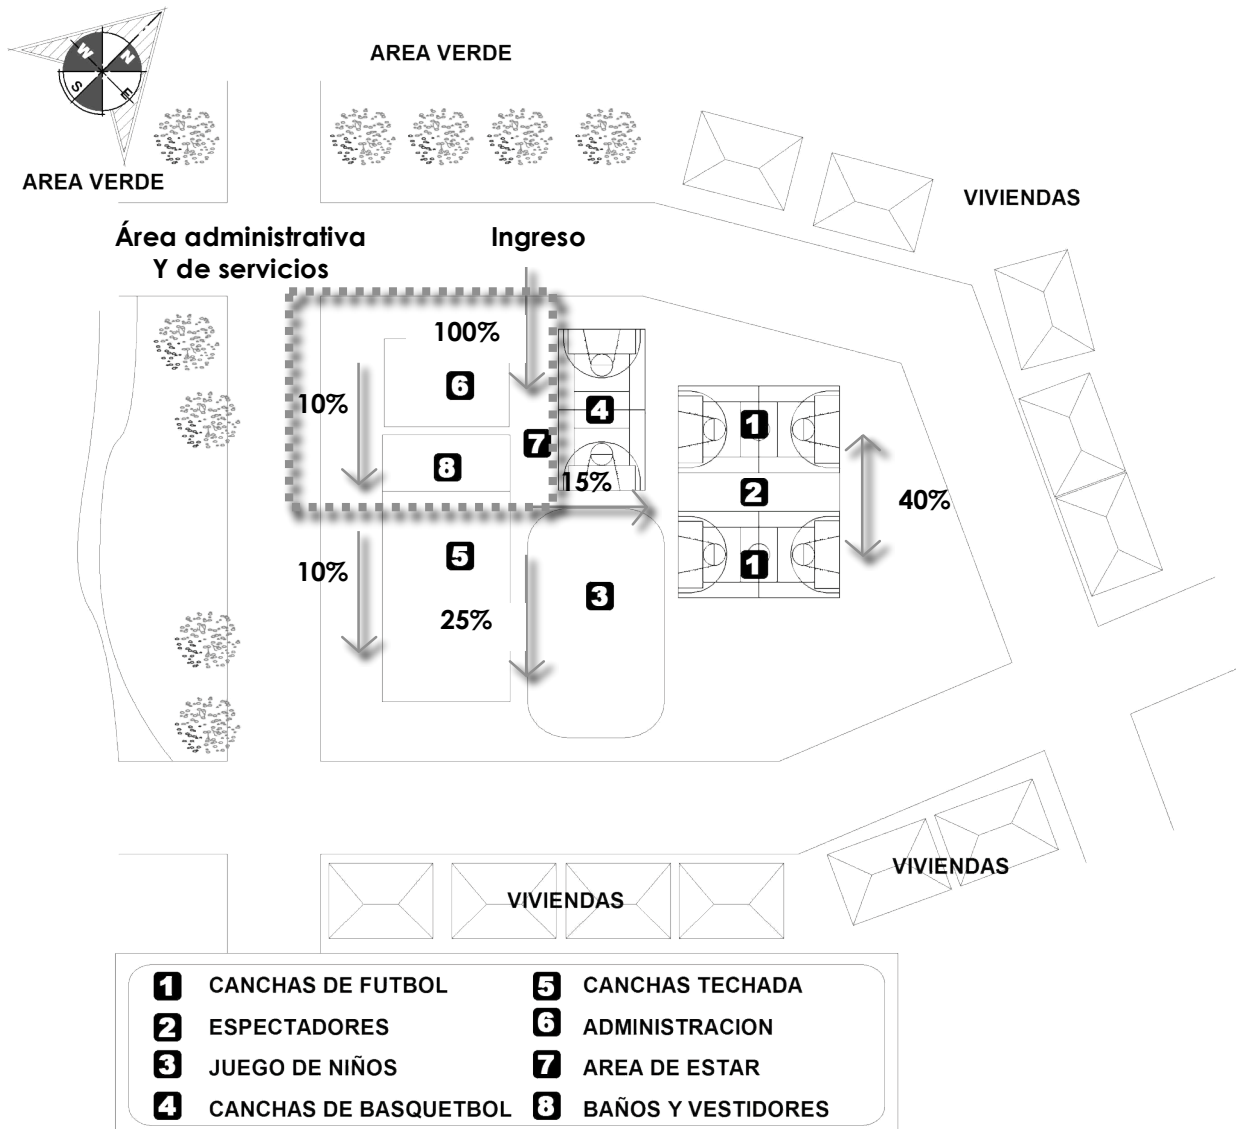 W
N
S
E
AREA VERDE
AREA VERDE
VIVIENDAS
Área administrativa
Y de servicios
Ingreso
100%
6
10%
4
7
8
15%
1
2
40%
1
5
10%
3
25%
VIVIENDAS
VIVIENDAS
1 CANCHAS DE FUTBOL
2 ESPECTADORES
3 JUEGO DE NIÑOS
4 CANCHAS DE BASQUETBOL
5 CANCHAS TECHADA
6 ADMINISTRACION
7 AREA DE ESTAR
8 BAÑOS Y VESTIDORES